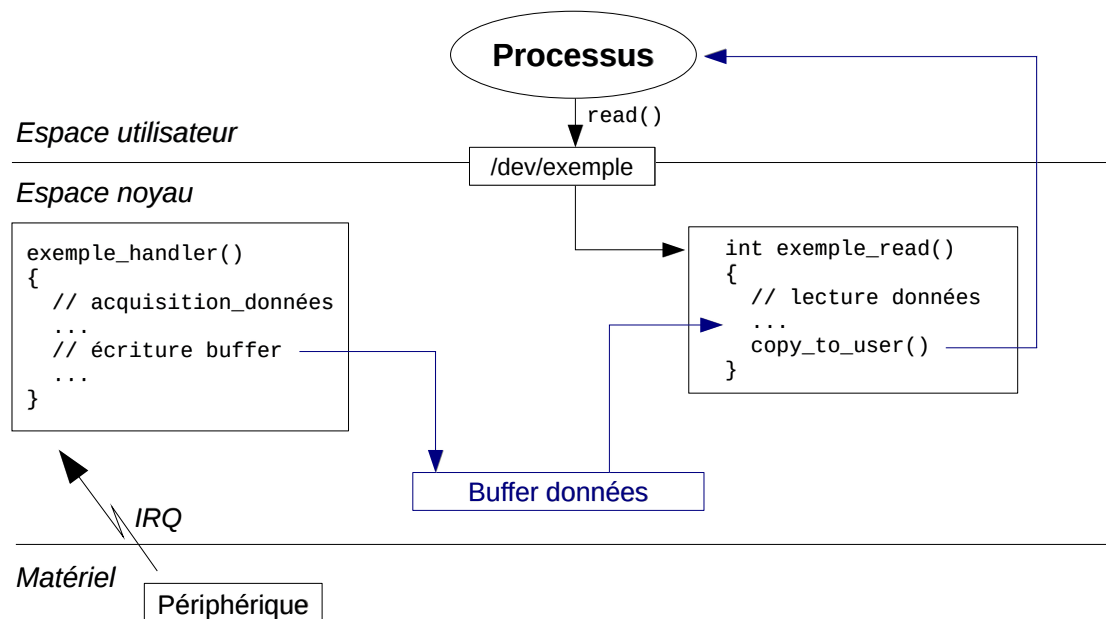 Processus
read()
Espace utilisateur
/dev/exemple
Espace noyau
exemple_handler()
{
// acquisition_données
...
// écriture buffer
...
}
int exemple_read()
{
// lecture données
...
copy_to_user()
}
Buffer données
IRQ
Matériel
Périphérique